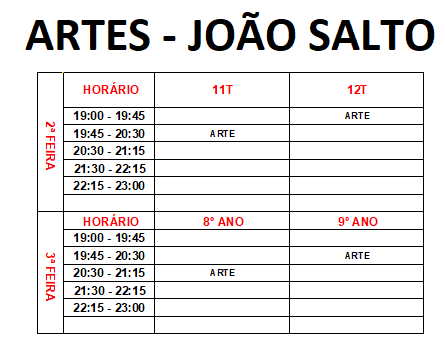 ARTES - JOÃO SALTO
2ª FEIRA
HORÁRIO 11T 12T
19:00 - 19:45 ARTE
19:45 - 20:30 ARTE
20:30 - 21:15
21:30 - 22:15
22:15 - 23:00
3ª FEIRA
HORÁRIO 8º ANO 9º ANO
19:00 - 19:45
19:45 - 20:30 ARTE
20:30 - 21:15 ARTE
21:30 - 22:15
22:15 - 23:00